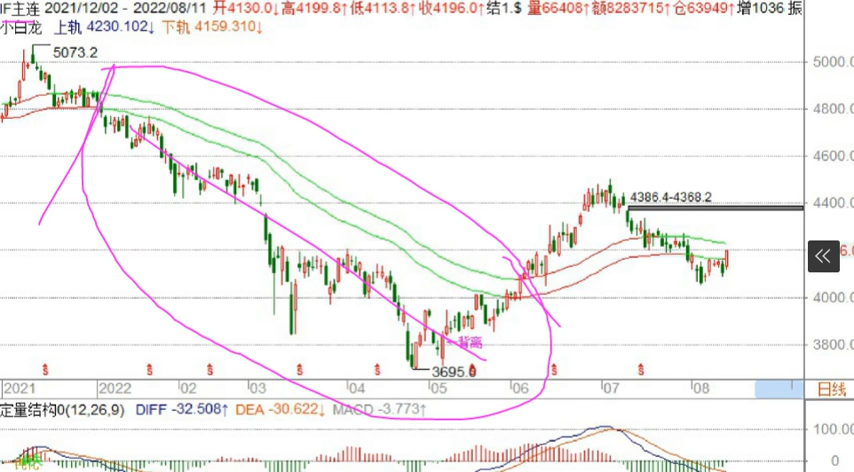 IF主连 2021/12/02 - 2022/08/11 开4130.0↓高4199.8↑低4113.8↑收4196.0↑结1.$ 量66408↑额8283715↑仓63949↑增1036 振
小白龙 上轨 4230.102↓ 下轨 4159.310↓
5073.2
5000.0
4800.0
4600.0
4386.4-4368.2
4400.0
6.0
4000.0
背离
3800.0
3695.0
$ $ $ $ $ $ $ $
2021 2022 02 03 04 05 06 07 08 日线
定量结构0(12,26,9) DIFF -32.508↑ DEA -30.622↓ MACD -3.773↑
100.00
0